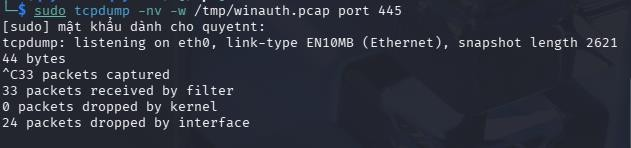 └─$ sudo tcpdump -nv -w /tmp/winauth.pcap port 445
[sudo] mật khẩu dành cho quyetnt:
tcpdump: listening on eth0, link-type EN10MB (Ethernet), snapshot length 2621
44 bytes
^C33 packets captured
33 packets received by filter
0 packets dropped by kernel
24 packets dropped by interface